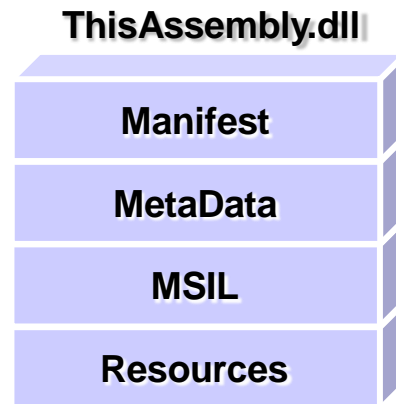 ThisAssembly.dll
Manifest
MetaData
MSIL
Resources